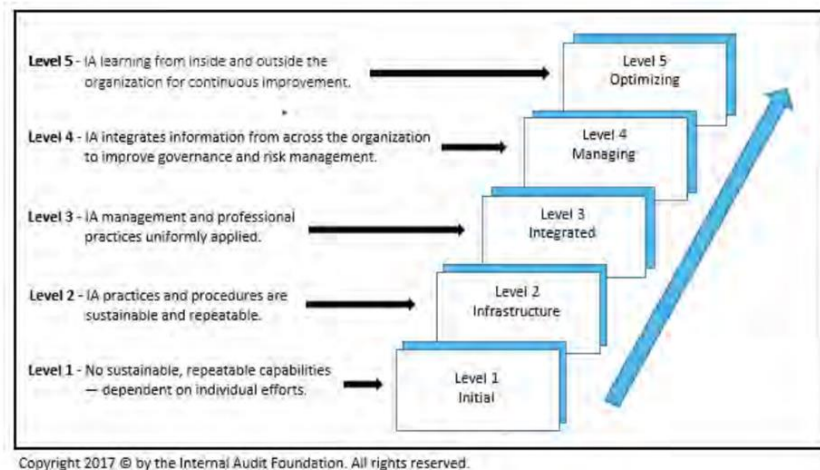 Level 5 - IA learning from inside and outside the
organization for continuous improvement.
Level 5
Optimizing
Level 4 - IA integrates information from across the organization
to improve governance and risk management.
Level 4
Managing
Level 3 - IA management and professional
practices uniformly applied.
Level 3
Integrated
Level 2 - IA practices and procedures are
sustainable and repeatable.
Level 2
Infrastructure
Level 1 - No sustainable, repeatable capabilities
— dependent on individual efforts.
Level 1
Initial
Copyright 2017 © by the Internal Audit Foundation. All rights reserved.